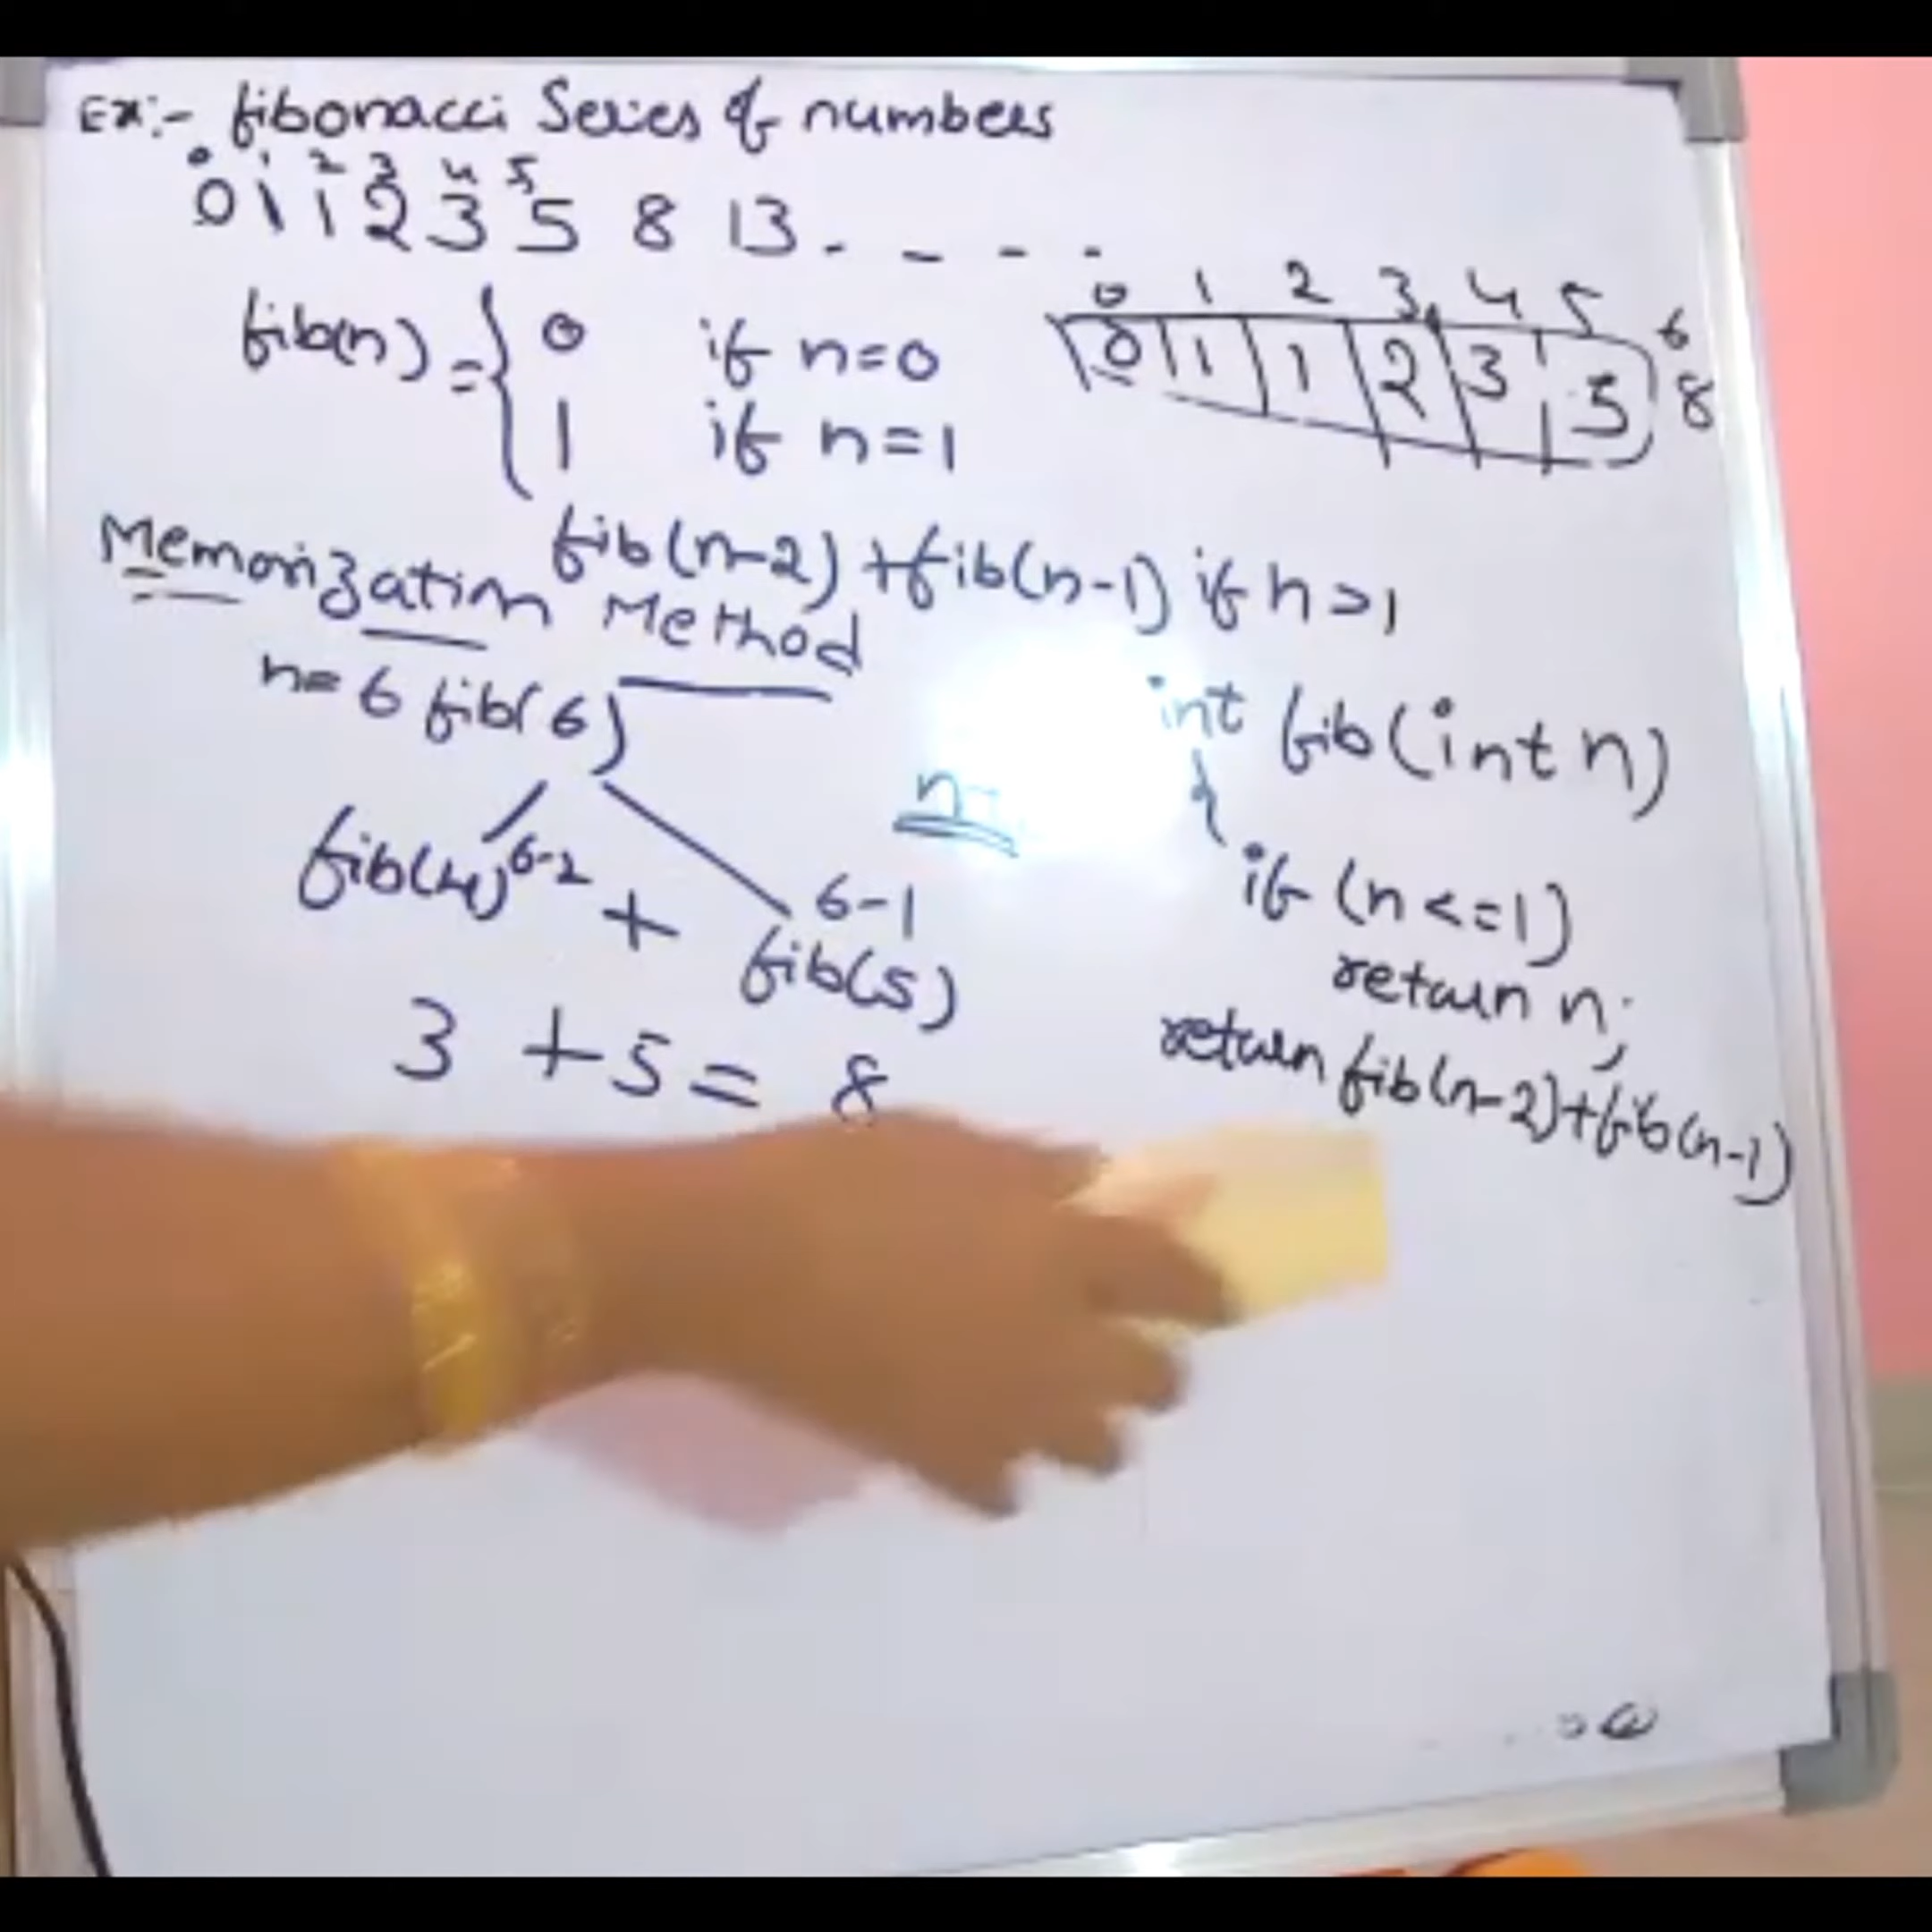 Ex:- fibonacci Series of numbers
0 1 2 3 4 5
0 1 1 2 3 5 8 13 - - - -
fib(n) = { 0 if n=0
1 if n=1
fib(n-2) + fib(n-1) if n>1
0 1 2 3 4 5 6
0 1 1 2 3 5 8
Memorization Method
n=6 fib(6)
6-2 6-1
fib(4) + fib(5)
3 + 5 = 8
n=
int fib(int n)
{
if (n<=1)
return n;
return fib(n-2)+fib(n-1)